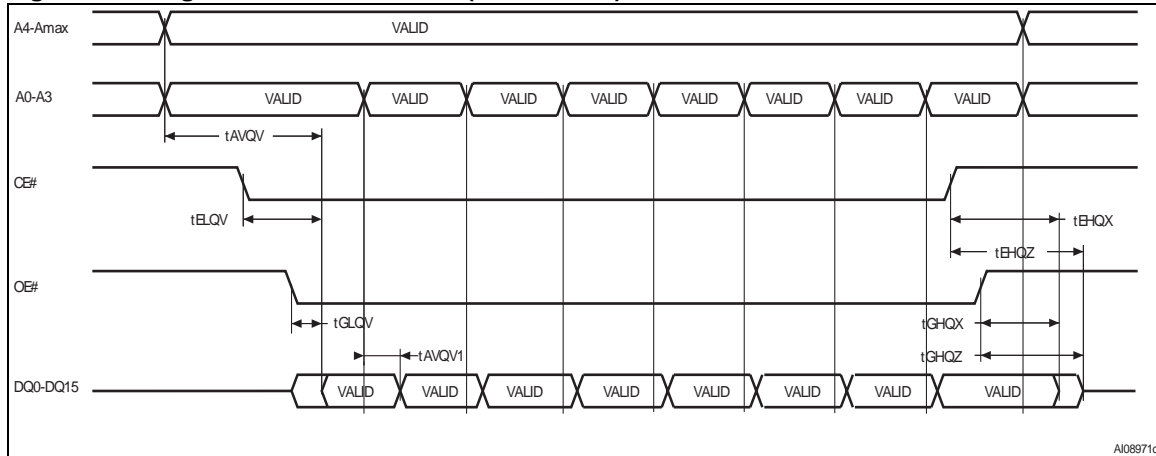 A4-Amax
VALID
A0-A3
VALID VALID VALID VALID VALID VALID VALID VALID
tAVQV
CE#
tELQV
tEHQX
tEHQZ
OE#
tGLQV
tGHQX
tAVQV1
tGHQZ
DQ0-DQ15
VALID VALID VALID VALID VALID VALID VALID VALID